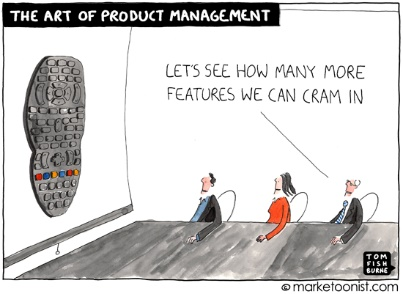 THE ART OF PRODUCT MANAGEMENT
LET'S SEE HOW MANY MORE
FEATURES WE CAN CRAM IN
TOM
FISH
BURNE
© marketoonist.com